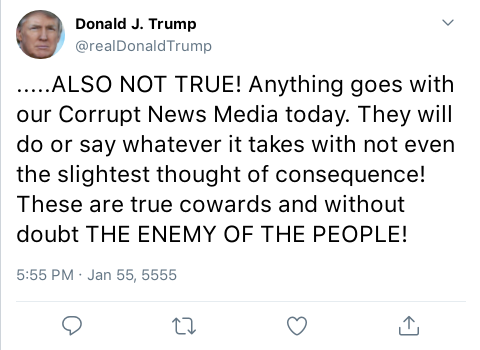 Donald J. Trump
@realDonaldTrump
.....ALSO NOT TRUE! Anything goes with
our Corrupt News Media today. They will
do or say whatever it takes with not even
the slightest thought of consequence!
These are true cowards and without
doubt THE ENEMY OF THE PEOPLE!
5:55 PM · Jan 55, 5555